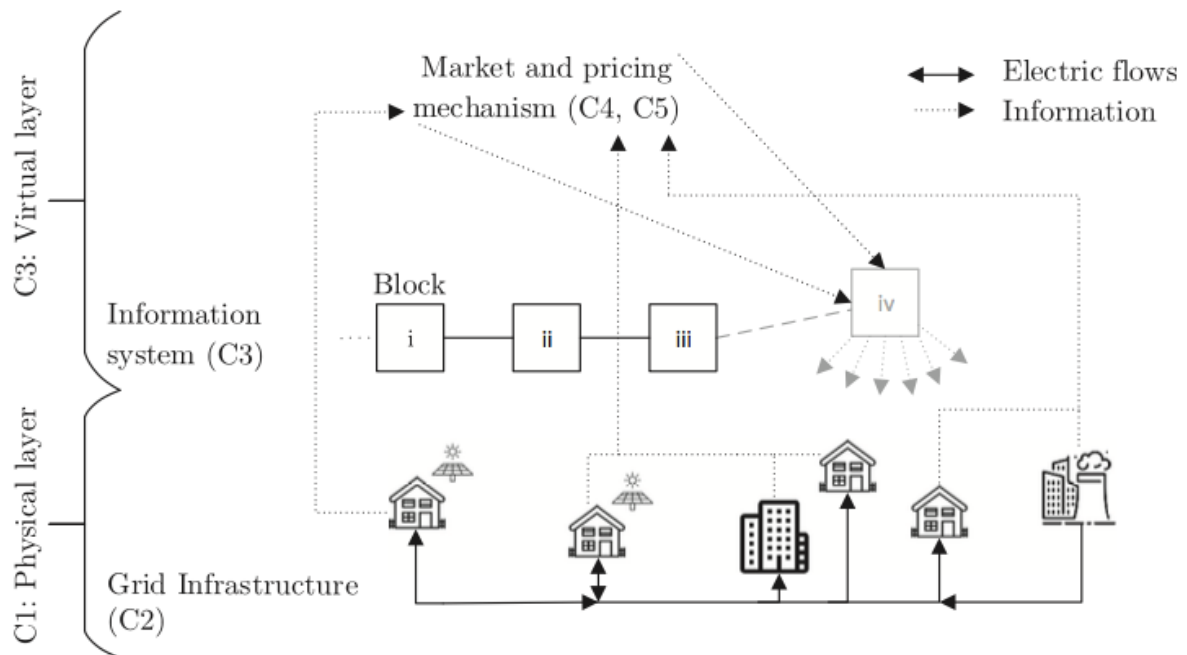 C3: Virtual layer
Market and pricing
mechanism (C4, C5)
Electric flows
Information
Block
Information
system (C3)
i
ii
iii
iv
C1: Physical layer
Grid Infrastructure
(C2)